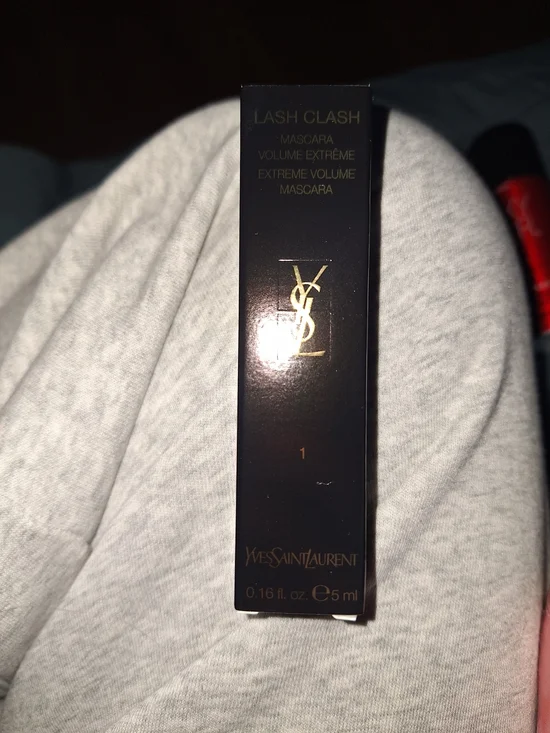 LASH CLASH
MASCARA
VOLUME EXTRÊME
EXTREME VOLUME
MASCARA
YSL
1
YVESSAINTLAURENT
0.16 fl. oz. ℮ 5 ml